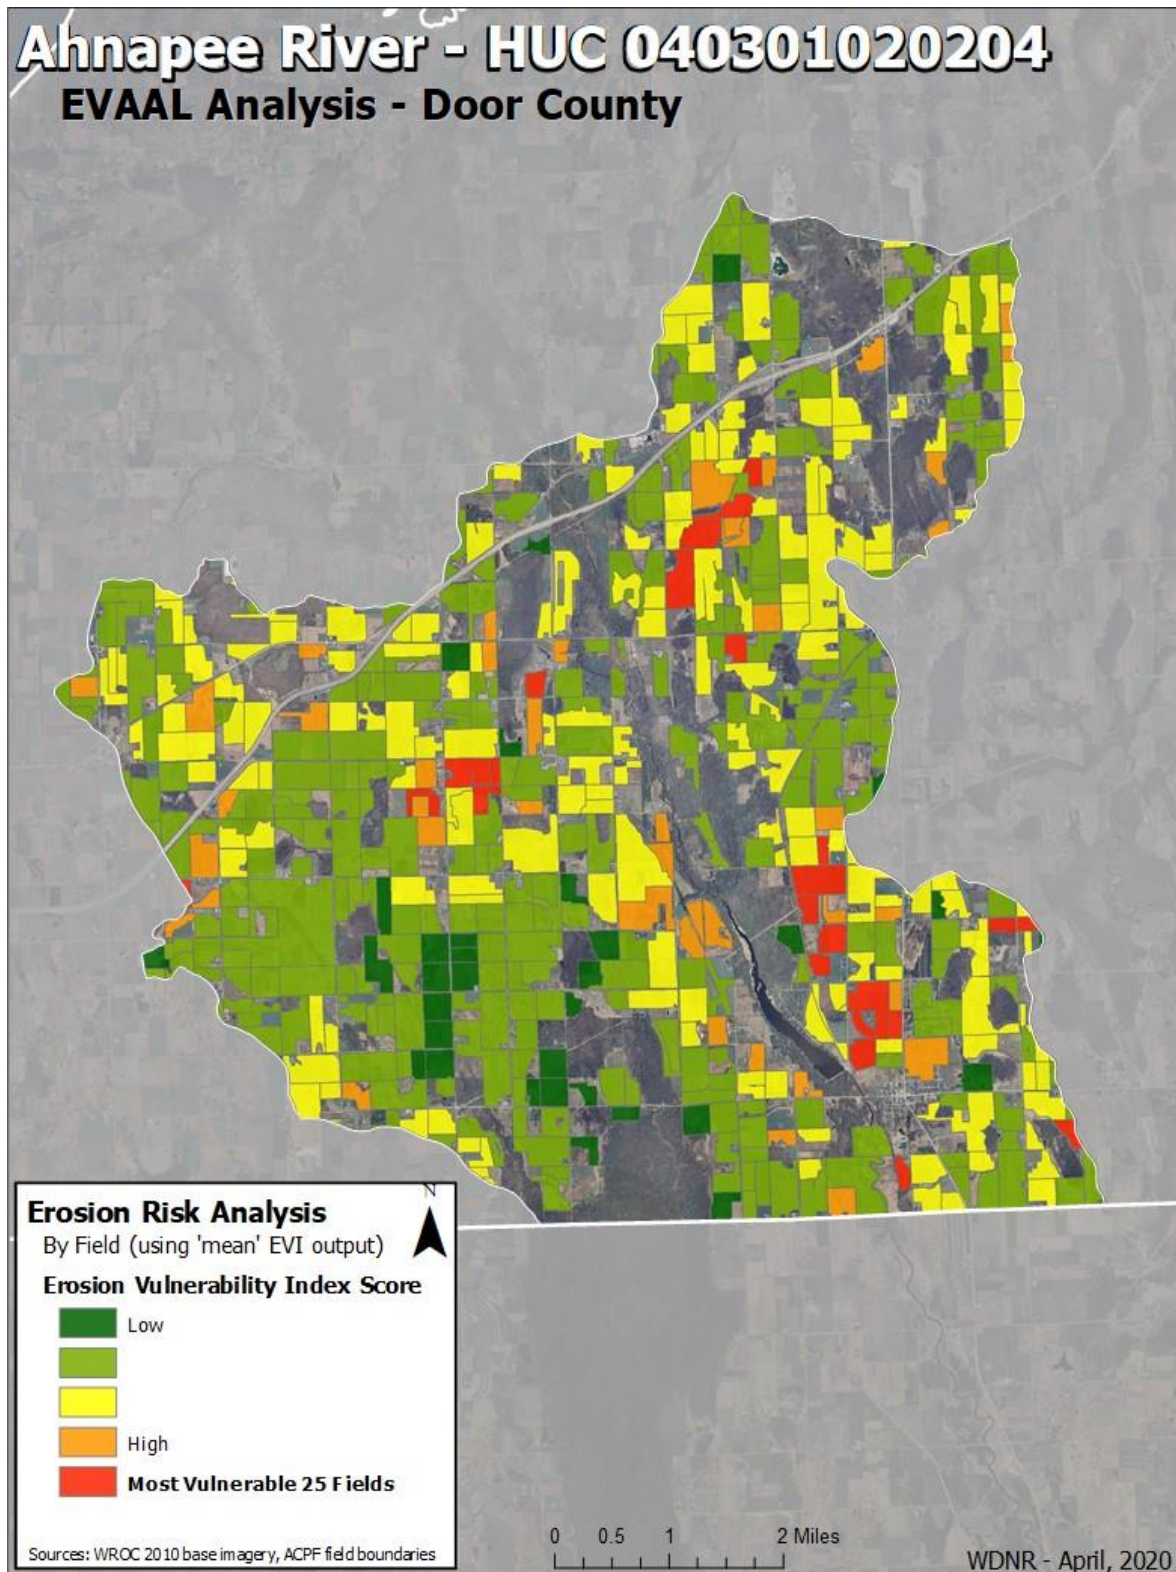 Ahnapee River - HUC 040301020204
EVAAL Analysis - Door County
N
Erosion Risk Analysis
By Field (using 'mean' EVI output)
Erosion Vulnerability Index Score
Low
High
Most Vulnerable 25 Fields
Sources: WROC 2010 base imagery, ACPF field boundaries
0 0.5 1 2 Miles
WDNR - April, 2020